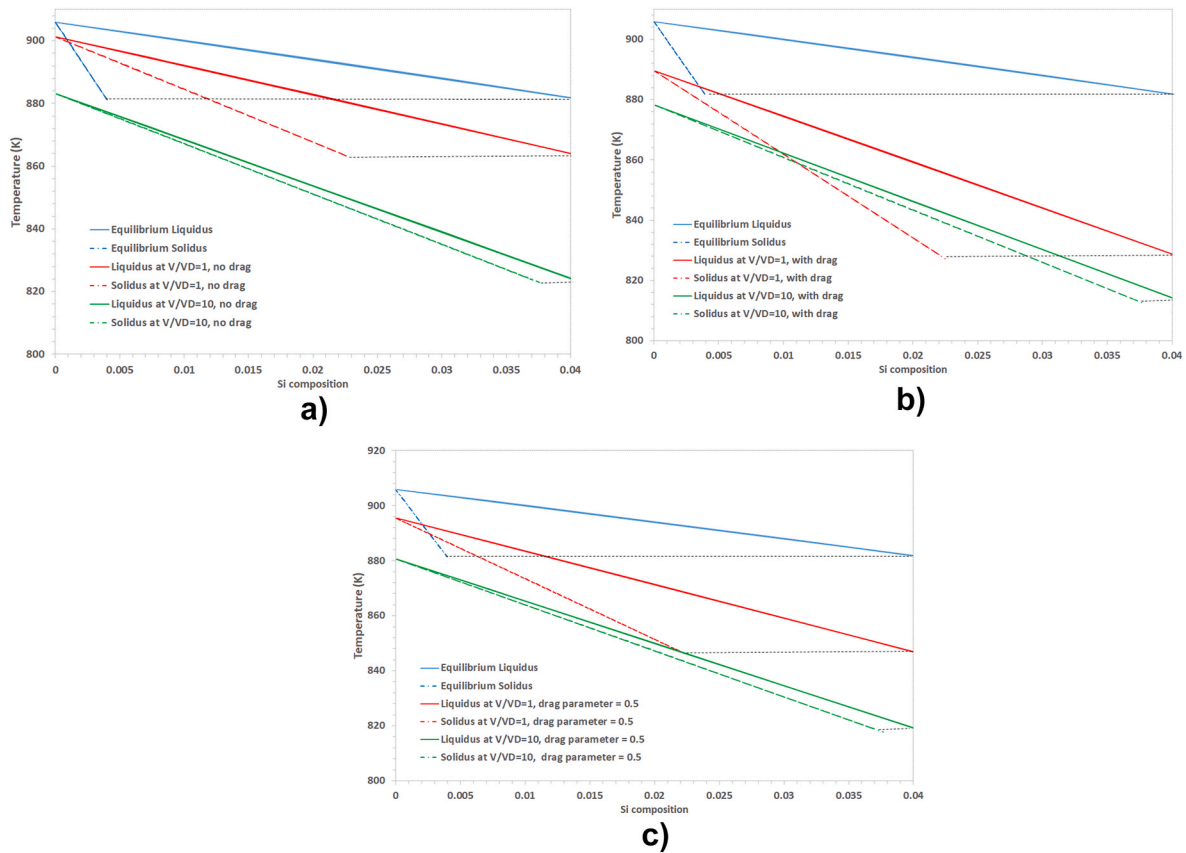 900
880
860
840
820
800
Temperature (K)
Equilibrium Liquidus
Equilibrium Solidus
Liquidus at V/VD=1, no drag
Solidus at V/VD=1, no drag
Liquidus at V/VD=10, no drag
Solidus at V/VD=10, no drag
0 0.005 0.01 0.015 0.02 0.025 0.03 0.035 0.04
Si composition
a)
900
880
860
840
820
800
Temperature (K)
Equilibrium Liquidus
Equilibrium Solidus
Liquidus at V/VD=1, with drag
Solidus at V/VD=1, with drag
Liquidus at V/VD=10, with drag
Solidus at V/VD=10, with drag
0 0.005 0.01 0.015 0.02 0.025 0.03 0.035 0.04
Si composition
b)
920
900
880
860
840
820
800
Temperature (K)
Equilibrium Liquidus
Equilibrium Solidus
Liquidus at V/VD=1, drag parameter = 0.5
Solidus at V/VD=1, drag parameter = 0.5
Liquidus at V/VD=10, drag parameter = 0.5
Solidus at V/VD=10, drag parameter = 0.5
0 0.005 0.01 0.015 0.02 0.025 0.03 0.035 0.04
Si composition
c)